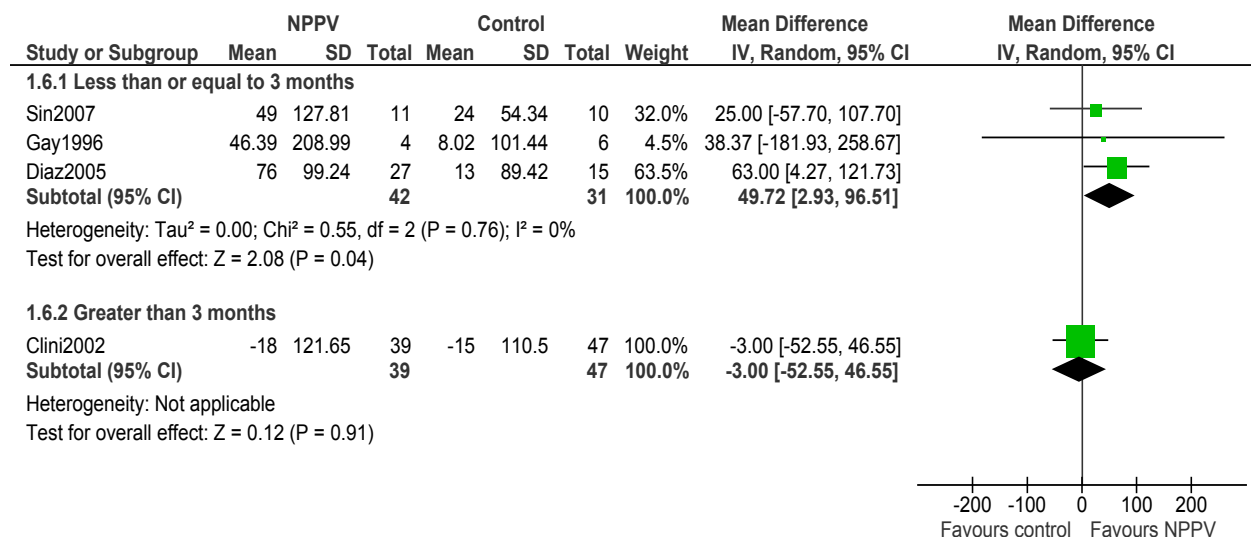 NPPV Control Mean Difference Mean Difference
Study or Subgroup Mean SD Total Mean SD Total Weight IV, Random, 95% CI IV, Random, 95% CI
1.6.1 Less than or equal to 3 months
Sin2007 49 127.81 11 24 54.34 10 32.0% 25.00 [-57.70, 107.70]
Gay1996 46.39 208.99 4 8.02 101.44 6 4.5% 38.37 [-181.93, 258.67]
Diaz2005 76 99.24 27 13 89.42 15 63.5% 63.00 [4.27, 121.73]
Subtotal (95% CI) 42 31 100.0% 49.72 [2.93, 96.51]
Heterogeneity: Tau² = 0.00; Chi² = 0.55, df = 2 (P = 0.76); I² = 0%
Test for overall effect: Z = 2.08 (P = 0.04)
1.6.2 Greater than 3 months
Clini2002 -18 121.65 39 -15 110.5 47 100.0% -3.00 [-52.55, 46.55]
Subtotal (95% CI) 39 47 100.0% -3.00 [-52.55, 46.55]
Heterogeneity: Not applicable
Test for overall effect: Z = 0.12 (P = 0.91)
-200 -100 0 100 200
Favours control Favours NPPV